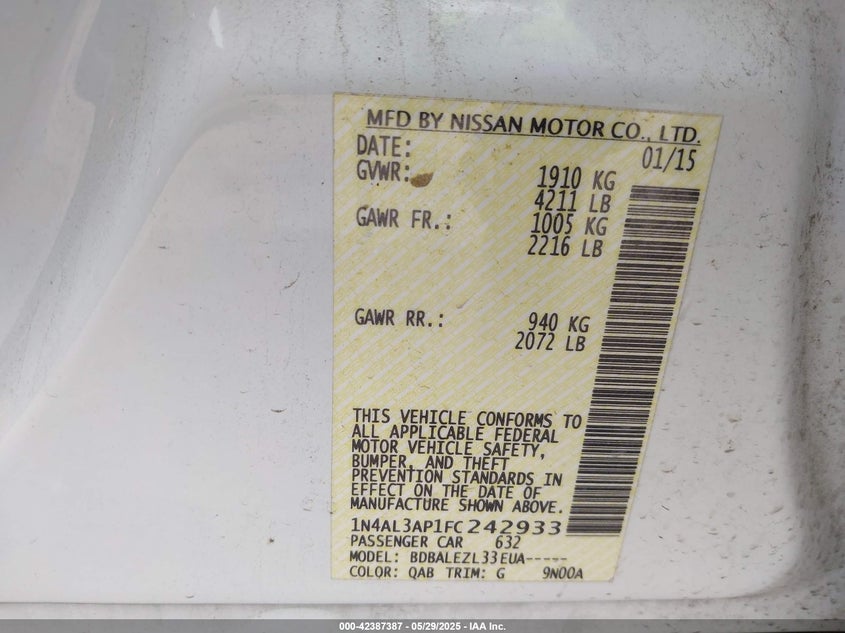 MFD BY NISSAN MOTOR CO., LTD.
DATE: 01/15
GVWR: 1910 KG
4211 LB
GAWR FR.: 1005 KG
2216 LB
GAWR RR.: 940 KG
2072 LB
THIS VEHICLE CONFORMS TO
ALL APPLICABLE FEDERAL
MOTOR VEHICLE SAFETY,
BUMPER, AND THEFT
PREVENTION STANDARDS IN
EFFECT ON THE DATE OF
MANUFACTURE SHOWN ABOVE.
1N4AL3AP1FC242933
PASSENGER CAR 632
MODEL: BDBALEZL33EUA-----
COLOR: QAB TRIM: G 9N00A
000-42387387 - 05/29/2025 - IAA Inc.